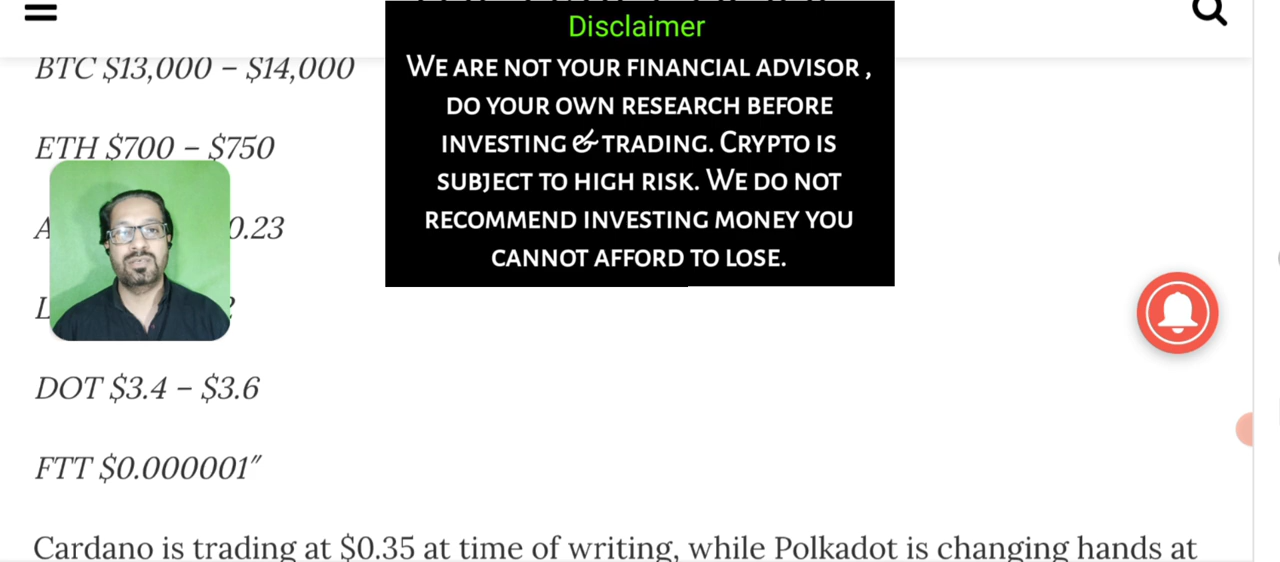 Disclaimer
WE ARE NOT YOUR FINANCIAL ADVISOR ,
DO YOUR OWN RESEARCH BEFORE
INVESTING & TRADING. CRYPTO IS
SUBJECT TO HIGH RISK. WE DO NOT
RECOMMEND INVESTING MONEY YOU
CANNOT AFFORD TO LOSE.
BTC $13,000 – $14,000
ETH $700 – $750
0.23
DOT $3.4 – $3.6
FTT $0.000001"
Cardano is trading at $0.35 at time of writing, while Polkadot is changing hands at